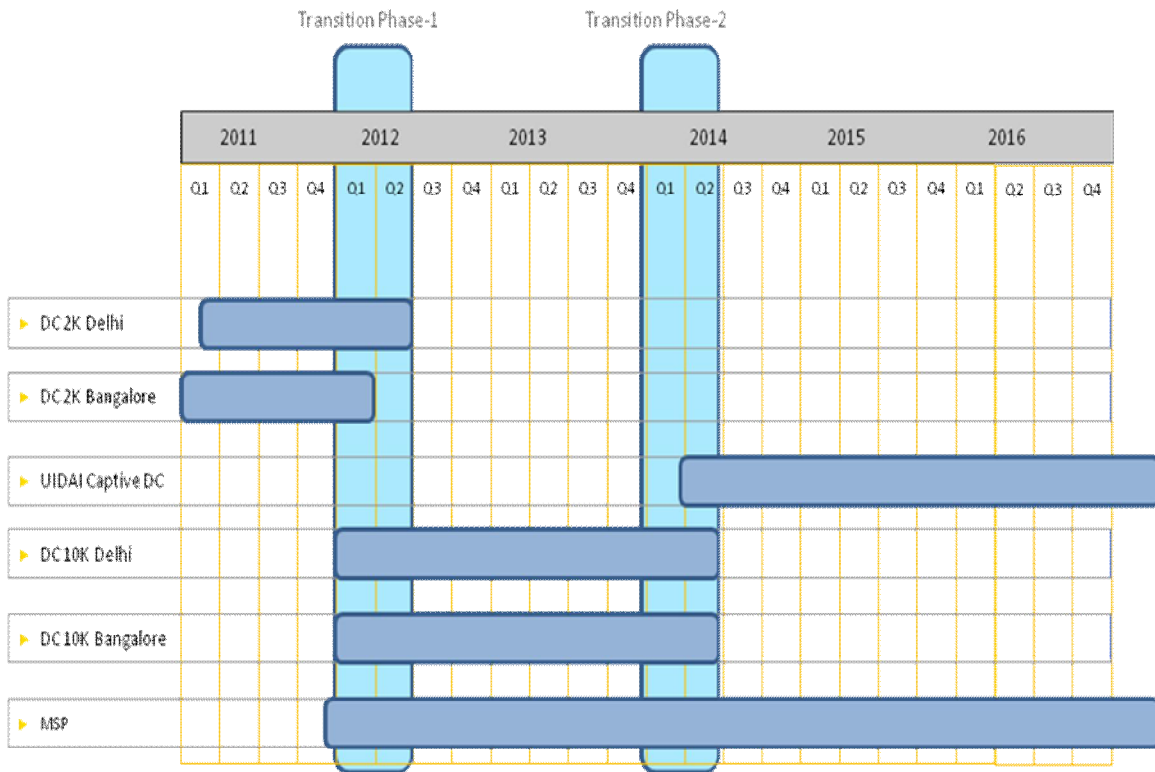 Transition Phase-1 Transition Phase-2
2011 2012 2013 2014 2015 2016
Q1 Q2 Q3 Q4 Q1 Q2 Q3 Q4 Q1 Q2 Q3 Q4 Q1 Q2 Q3 Q4 Q1 Q2 Q3 Q4 Q1 Q2 Q3 Q4
DC 2K Delhi
DC 2K Bangalore
UIDAI Captive DC
DC 10K Delhi
DC 10K Bangalore
MSP